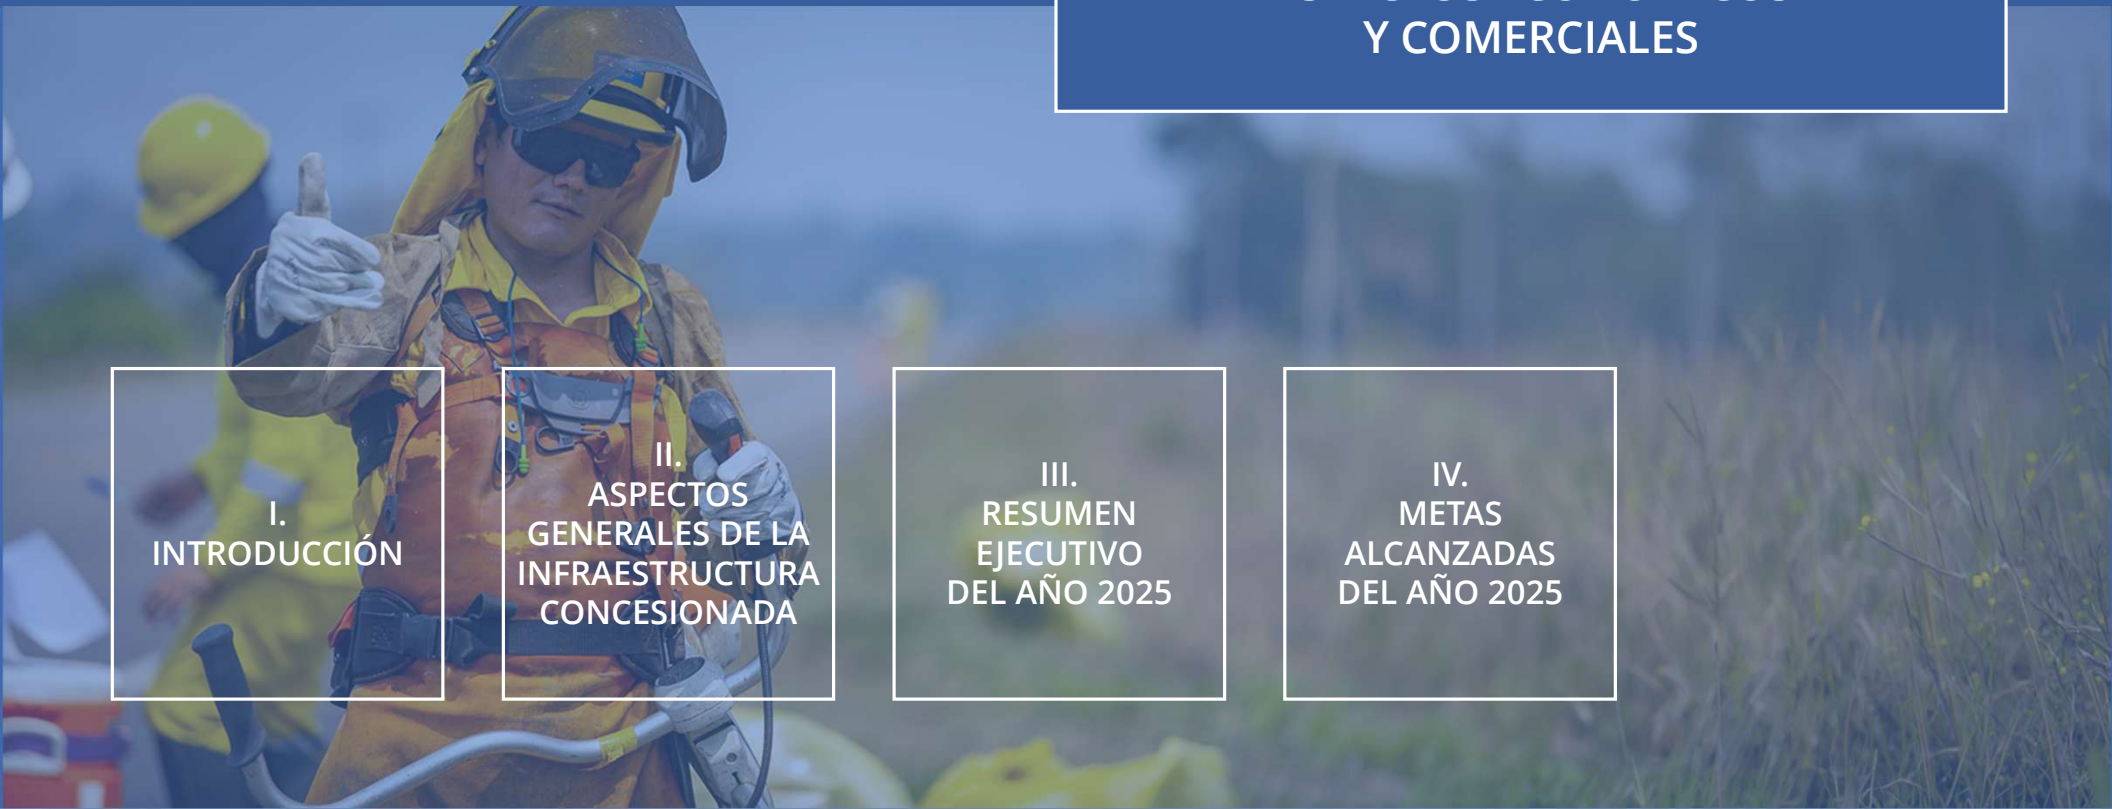 Y COMERCIALES
I.
INTRODUCCIÓN
II.
ASPECTOS
GENERALES DE LA
INFRAESTRUCTURA
CONCESIONADA
III.
RESUMEN
EJECUTIVO
DEL AÑO 2025
IV.
METAS
ALCANZADAS
DEL AÑO 2025